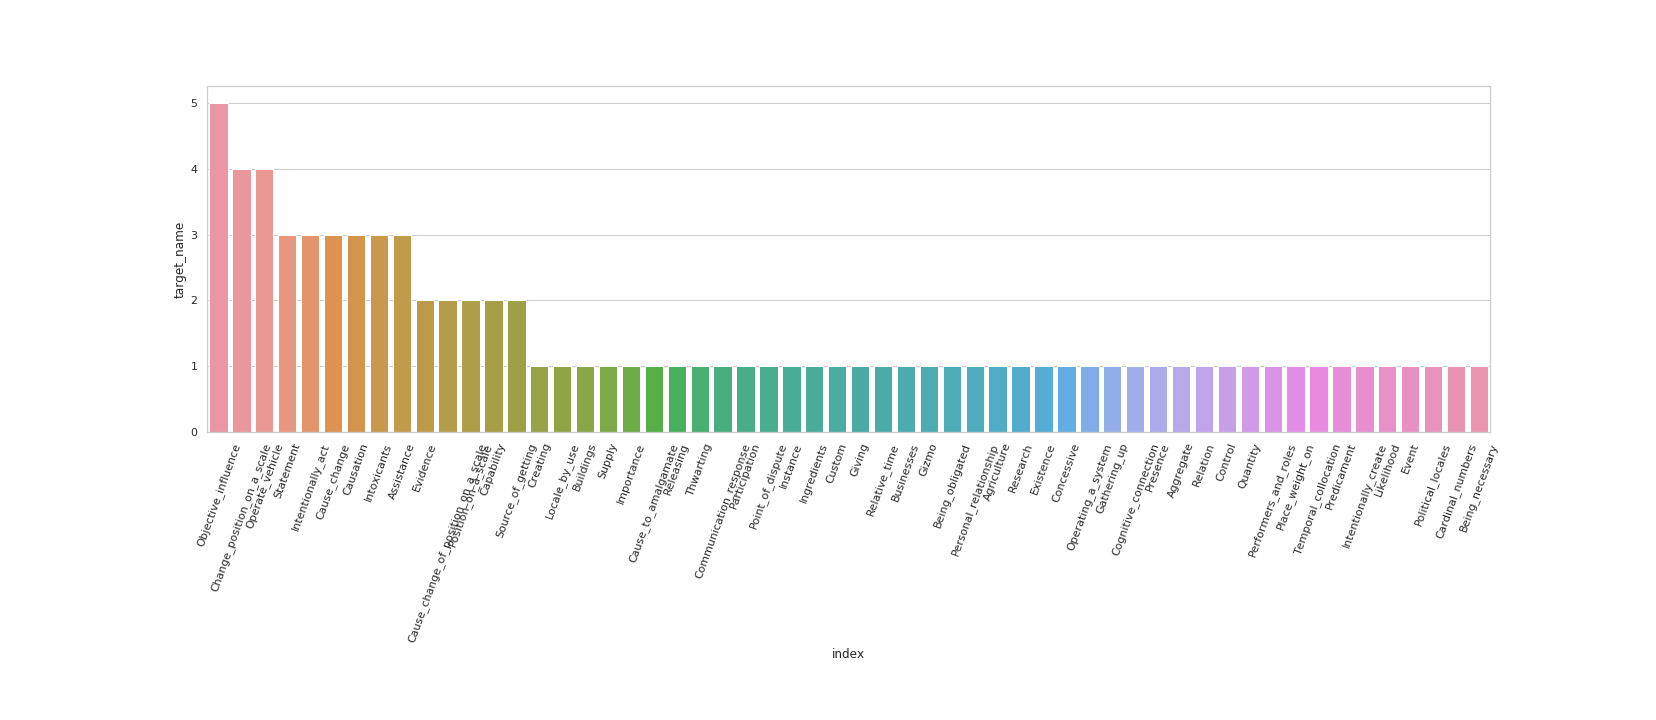 5
4
3
2
1
0
target_name
Objective_influence
Change_position_on_a_scale
Operate_vehicle
Statement
Intentionally_act
Cause_change
Causation
Intoxicants
Assistance
Evidence
Cause_change_of_position_on_a_scale
Position_on_a_scale
Capability
Source_of_getting
Creating
Locale_by_use
Buildings
Supply
Importance
Cause_to_amalgamate
Releasing
Thwarting
Communication_response
Participation
Point_of_dispute
Instance
Ingredients
Custom
Giving
Relative_time
Businesses
Gizmo
Being_obligated
Personal_relationship
Agriculture
Research
Existence
Concessive
Operating_a_system
Gathering_up
Cognitive_connection
Presence
Aggregate
Relation
Control
Quantity
Performers_and_roles
Place_weight_on
Temporal_collocation
Predicament
Intentionally_create
Likelihood
Event
Political_locales
Cardinal_numbers
Being_necessary
index